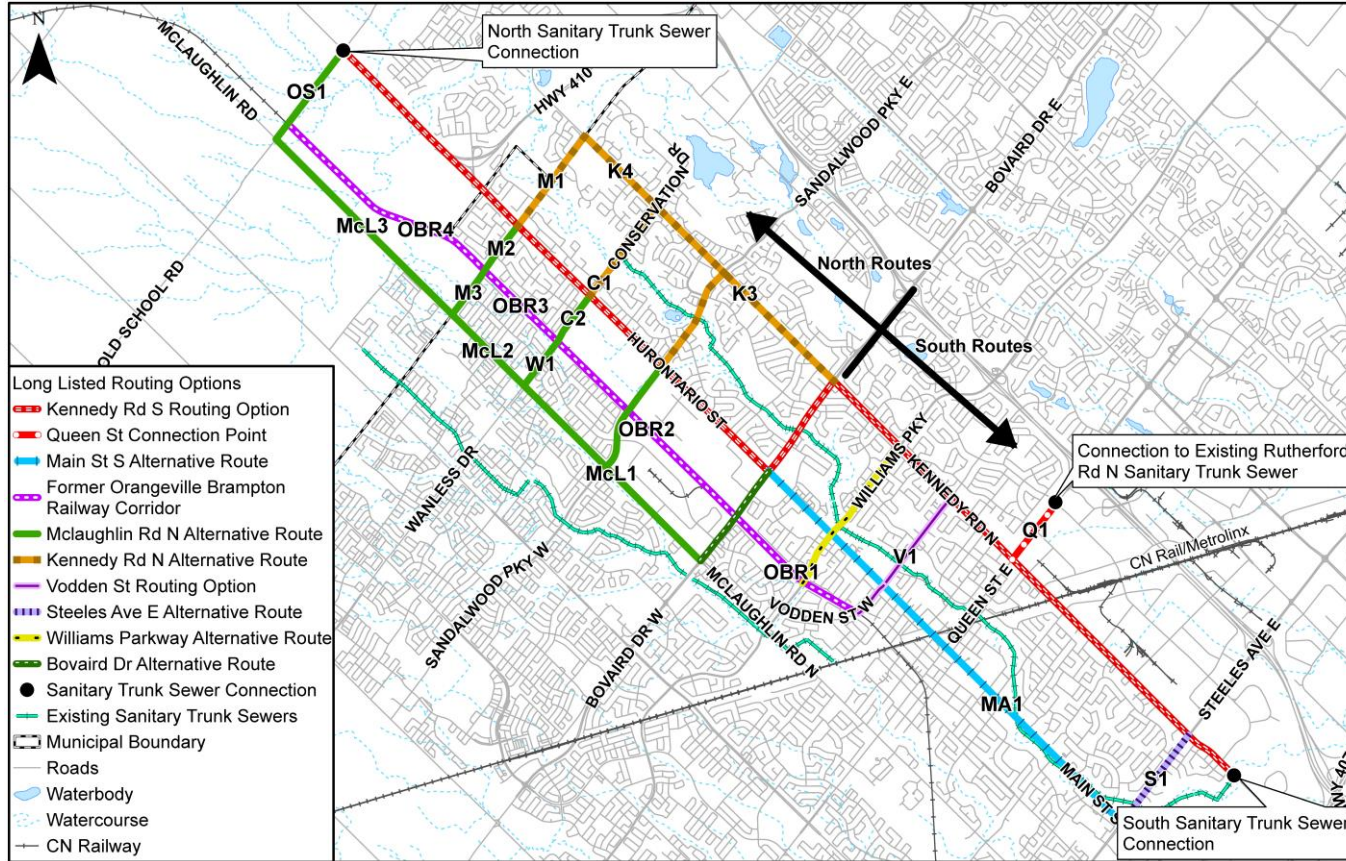 N
North Sanitary Trunk Sewer
Connection
MCLAUGHLIN RD
OS1
HWY 410
SANDALWOOD PKY E
BOVAIRD DR E
K4
M1
CONSERVATION DR
McL3
OBR4
M2
North Routes
C1
K3
M3
OBR3
C2
OLD SCHOOL RD
South Routes
McL2
W1
HURONTARIO ST
Long Listed Routing Options
Kennedy Rd S Routing Option
Queen St Connection Point
Main St S Alternative Route
Former Orangeville Brampton
Railway Corridor
Mclaughlin Rd N Alternative Route
Kennedy Rd N Alternative Route
Vodden St Routing Option
Steeles Ave E Alternative Route
Williams Parkway Alternative Route
Bovaird Dr Alternative Route
Sanitary Trunk Sewer Connection
Existing Sanitary Trunk Sewers
Municipal Boundary
Roads
Waterbody
Watercourse
CN Railway
OBR2
McL1
WILLIAMS PKY
KENNEDY RD N
Connection to Existing Rutherford
Rd N Sanitary Trunk Sewer
WANLESS DR
Q1
CN Rail/Metrolinx
V1
OBR1
VODDEN ST W
QUEEN ST E
MCLAUGHLIN RD N
SANDALWOOD PKY W
BOVAIRD DR W
STEELES AVE E
MA1
MAIN ST S
S1
WY 407
South Sanitary Trunk Sewer
Connection